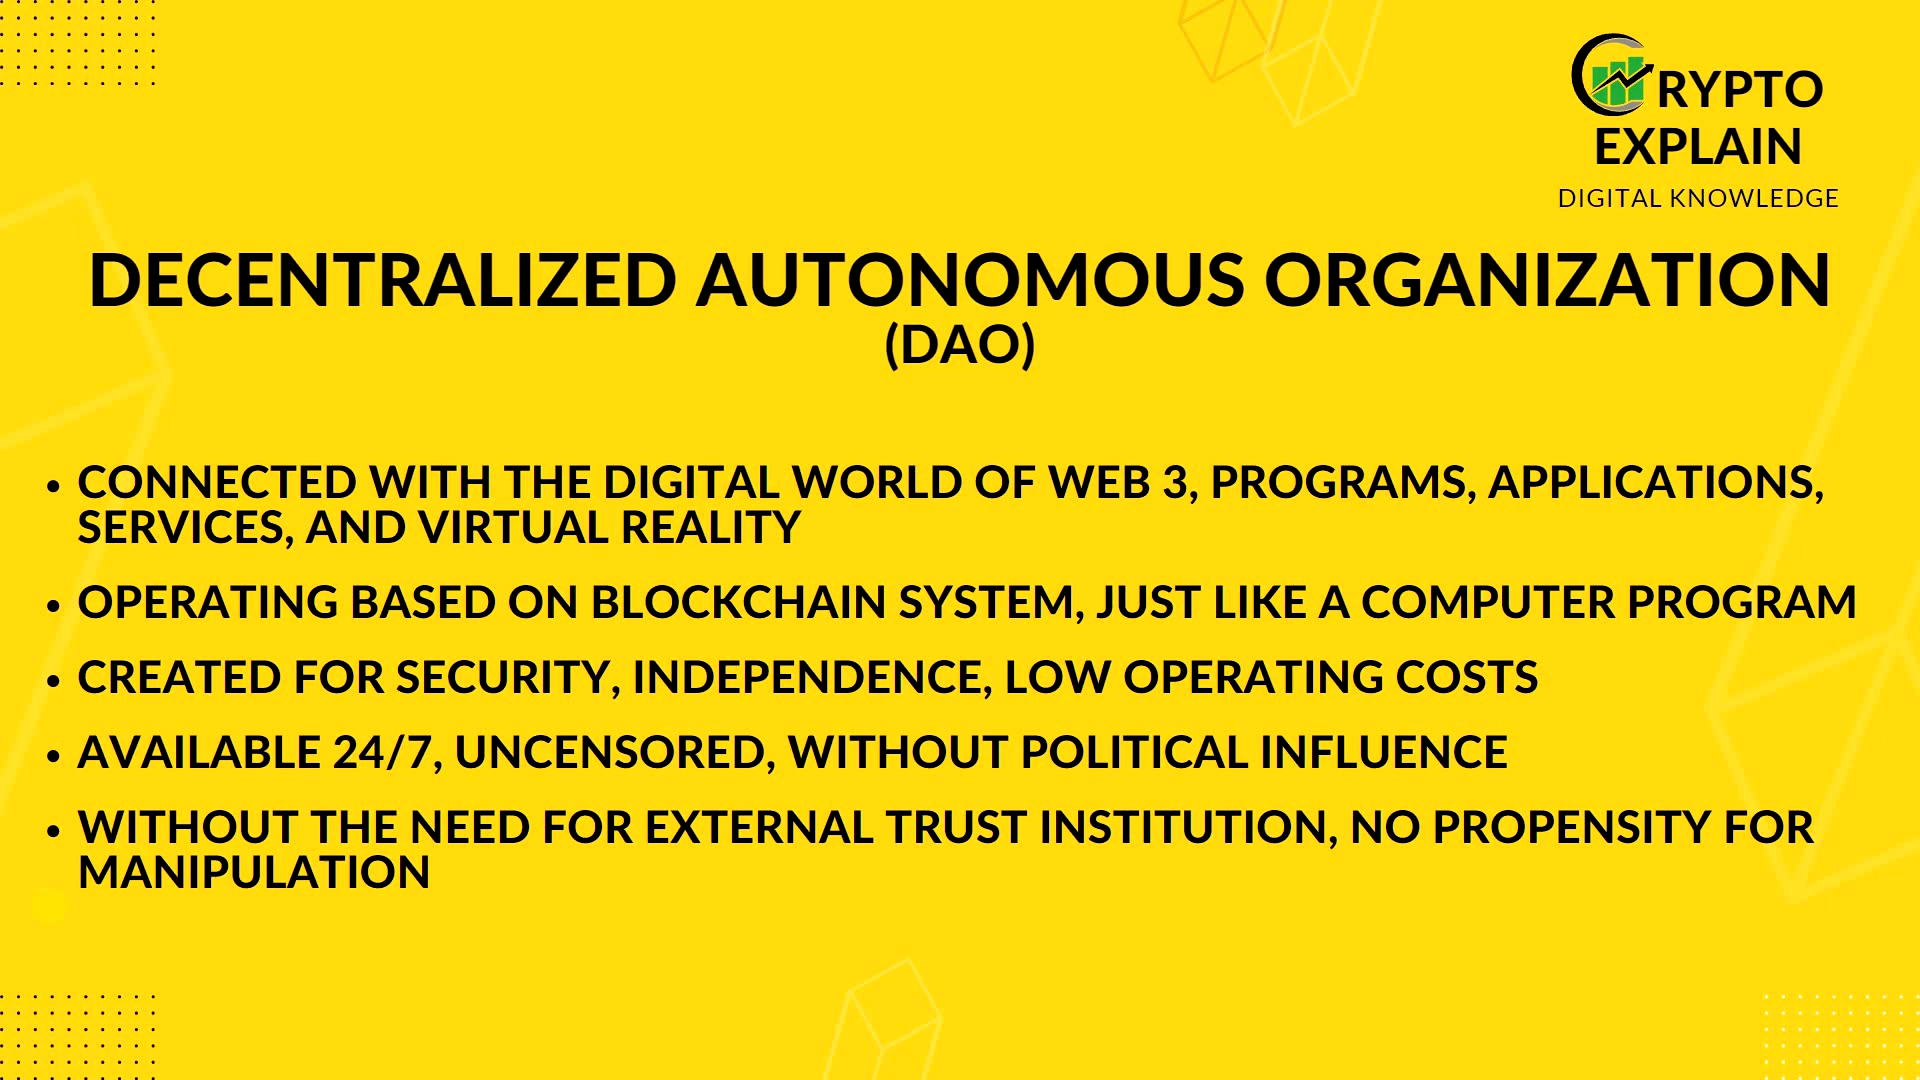 CRYPTO
EXPLAIN
DIGITAL KNOWLEDGE
DECENTRALIZED AUTONOMOUS ORGANIZATION
(DAO)
• CONNECTED WITH THE DIGITAL WORLD OF WEB 3, PROGRAMS, APPLICATIONS,
SERVICES, AND VIRTUAL REALITY
• OPERATING BASED ON BLOCKCHAIN SYSTEM, JUST LIKE A COMPUTER PROGRAM
• CREATED FOR SECURITY, INDEPENDENCE, LOW OPERATING COSTS
• AVAILABLE 24/7, UNCENSORED, WITHOUT POLITICAL INFLUENCE
• WITHOUT THE NEED FOR EXTERNAL TRUST INSTITUTION, NO PROPENSITY FOR
MANIPULATION